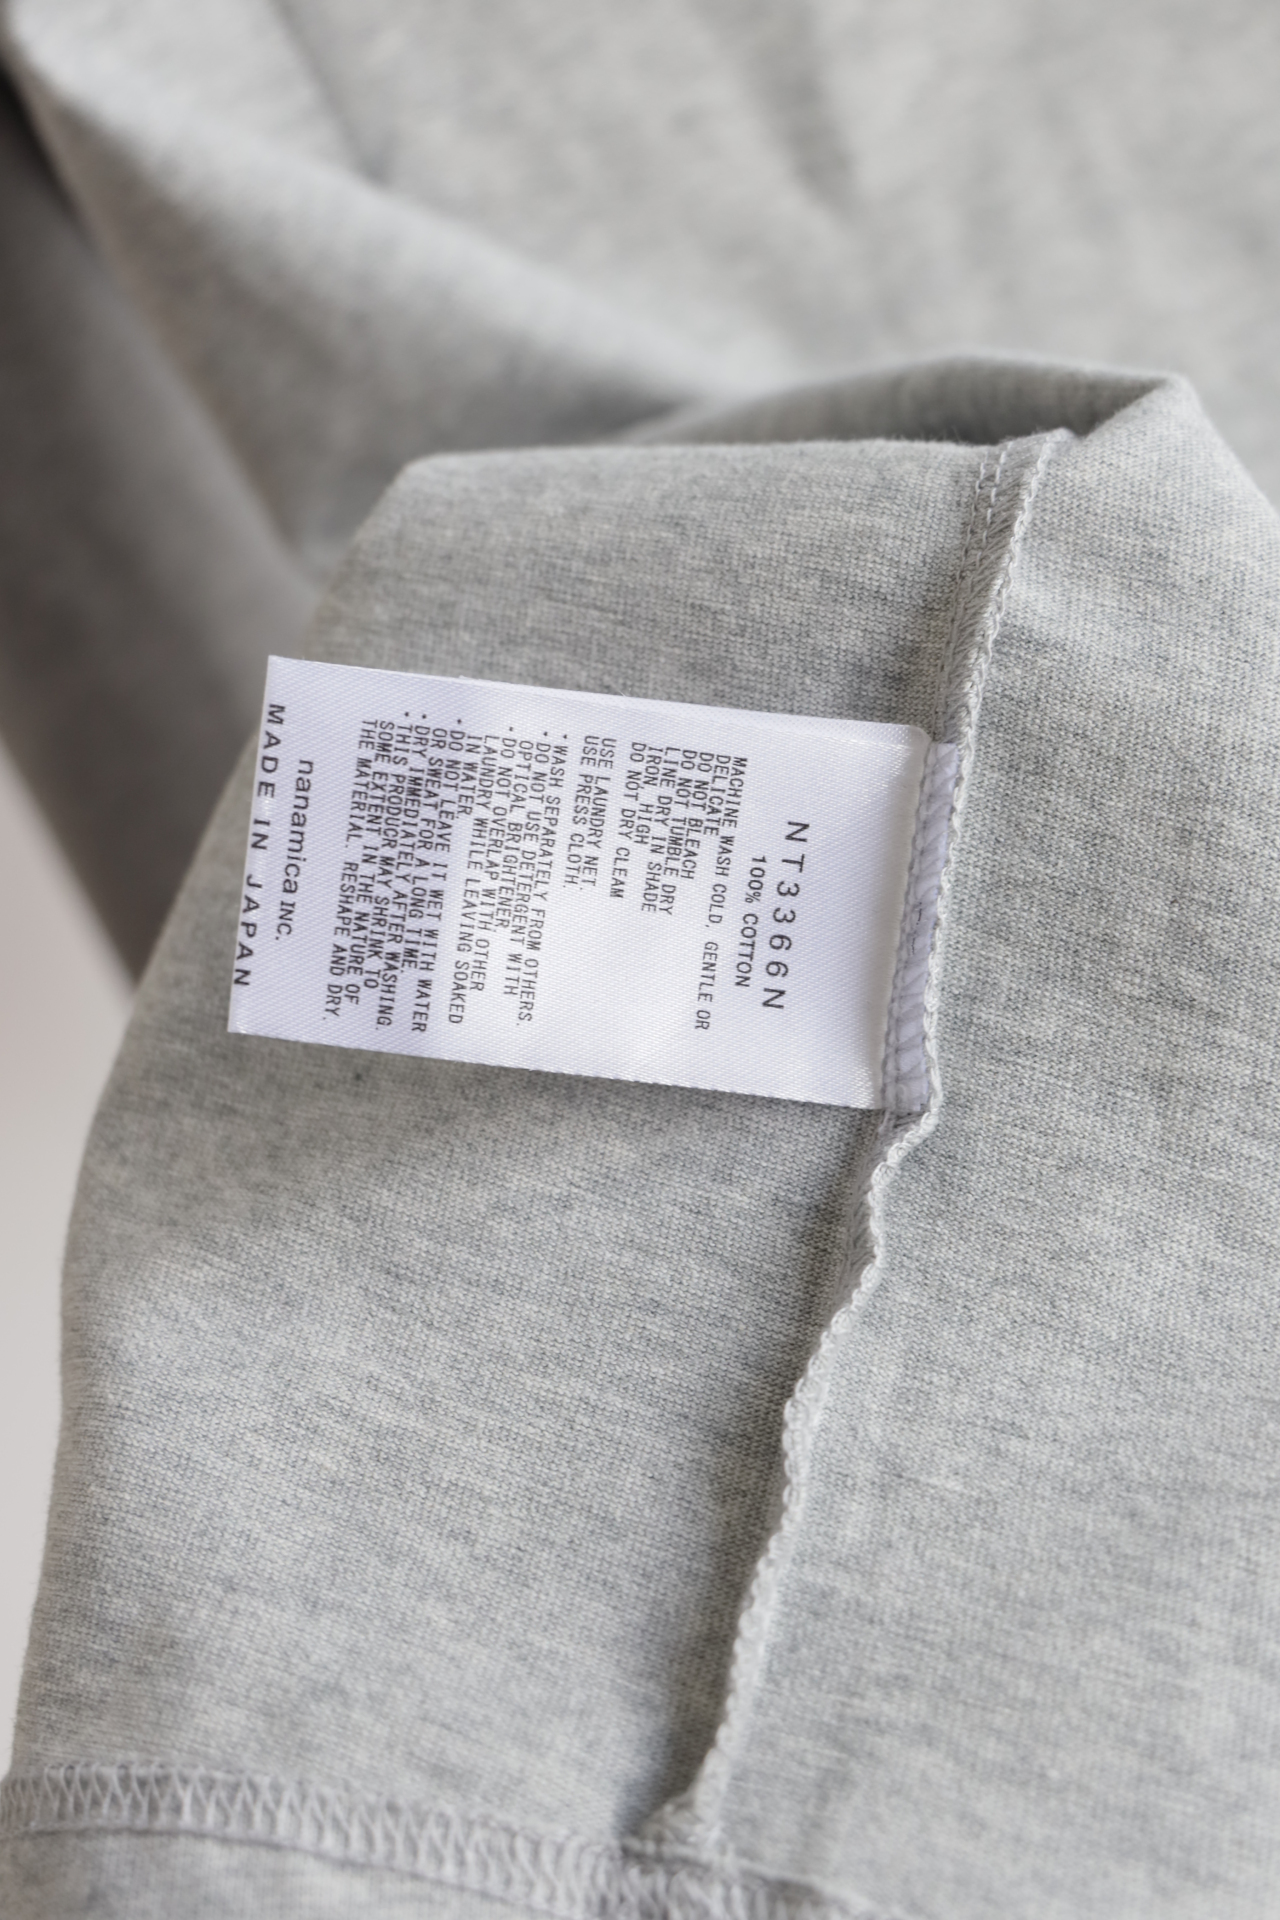 NT3366N
100% COTTON
MACHINE WASH COLD, GENTLE OR
DELICATE
DO NOT BLEACH
DO NOT TUMBLE DRY
LINE DRY IN SHADE
IRON, HIGH
DO NOT DRY CLEAM
USE LAUNDRY NET.
USE PRESS CLOTH.
・WASH SEPARATELY FROM OTHERS.
・DO NOT USE DETERGENT WITH
OPTICAL BRIGHTENER.
・DO NOT OVERLAP WITH OTHER
LAUNDRY WHILE LEAVING SOAKED
IN WATER.
・DO NOT LEAVE IT WET WITH WATER
OR SWEAT FOR A LONG TIME.
・DRY IMMEDIATELY AFTER WASHING.
・THIS PRODUCR MAY SHRINK TO
SOME EXTENT IN THE NATURE OF
THE MATERIAL. RESHAPE AND DRY.
nanamica INC.
MADE IN JAPAN